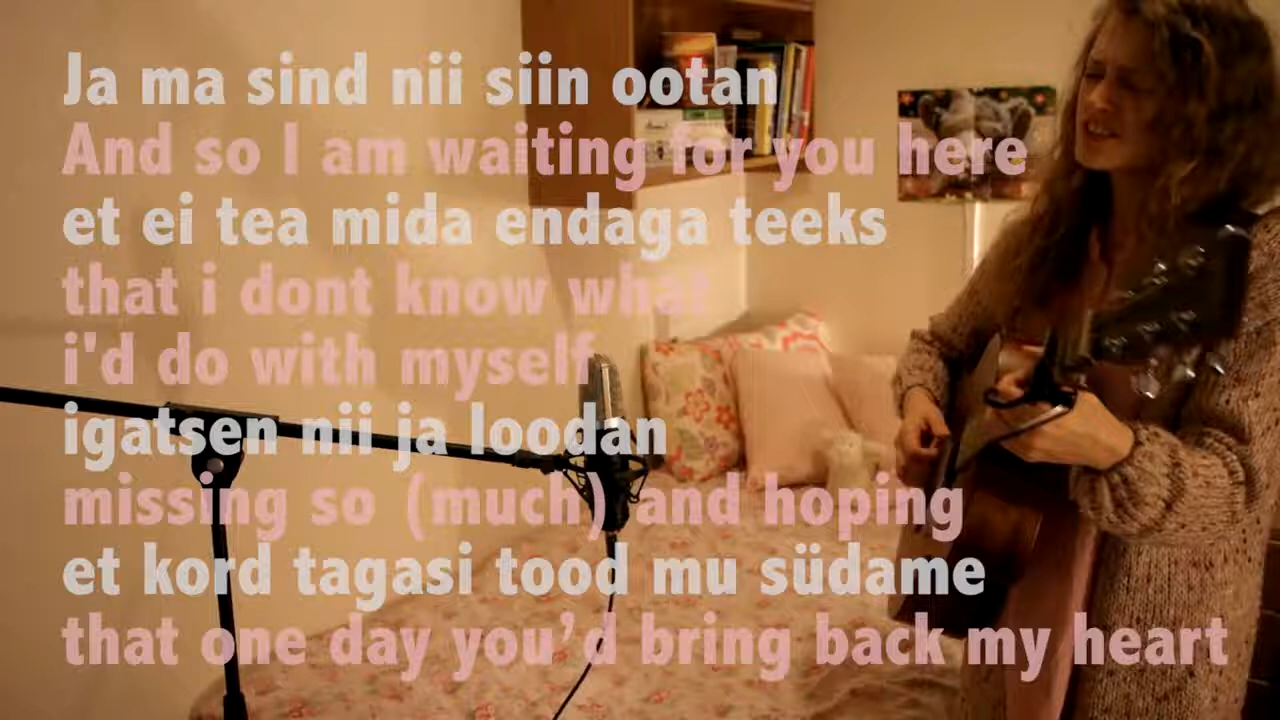 Ja ma sind nii siin ootan
And so I am waiting for you here
et ei tea mida endaga teeks
that i dont know what
i'd do with myself
igatsen nii ja loodan
missing so (much) and hoping
et kord tagasi tood mu südame
that one day you’d bring back my heart